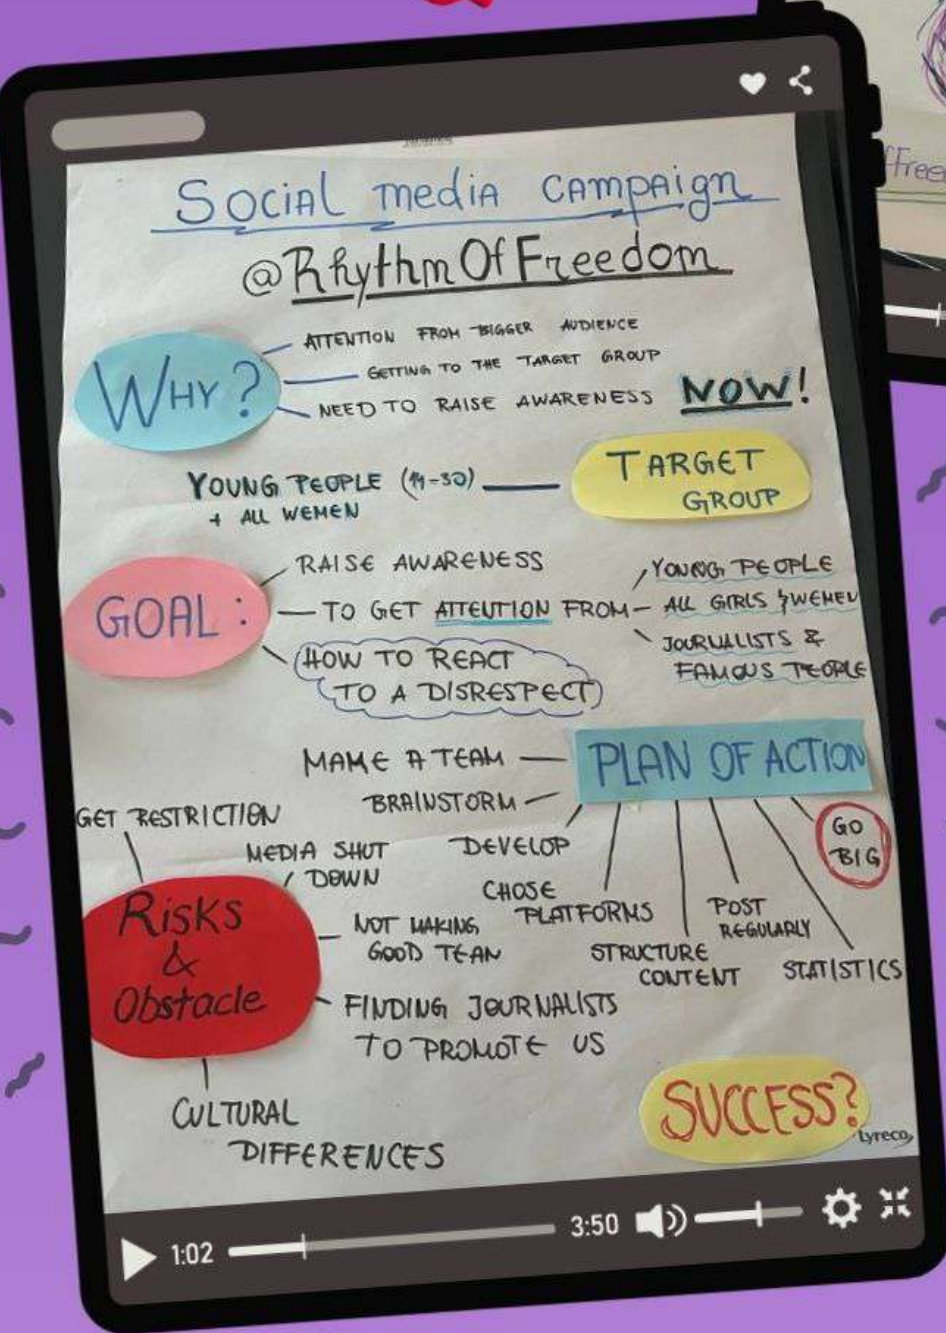 Social media campaign
@RhythmOfFreedom
WHY?
ATTENTION FROM BIGGER AUDIENCE
GETTING TO THE TARGET GROUP
NEED TO RAISE AWARENESS NOW!
YOUNG PEOPLE
+ ALL WEMEN
TARGET
GROUP
GOAL:
RAISE AWARENESS
TO GET ATTEUTION FROM
YOUNG PEOPLE
ALL GIRLS & WEMEN
JOURNALISTS &
FAMOUS PEOPLE
HOW TO REACT
TO A DISRESPECT
PLAN OF ACTION
MAKE A TEAM
BRAINSTORM
DEVELOP
CHOSE
PLATFORMS
STRUCTURE
CONTENT
POST
REGULARLY
STATISTICS
GO
BIG
Risks
&
Obstacle
GET RESTRICTION
MEDIA SHUT
DOWN
NOT MAKING
GOOD TEAM
FINDING JOURNALISTS
TO PROMOTE US
CULTURAL
DIFFERENCES
SUCCESS?
Lyreco
1:02
3:50